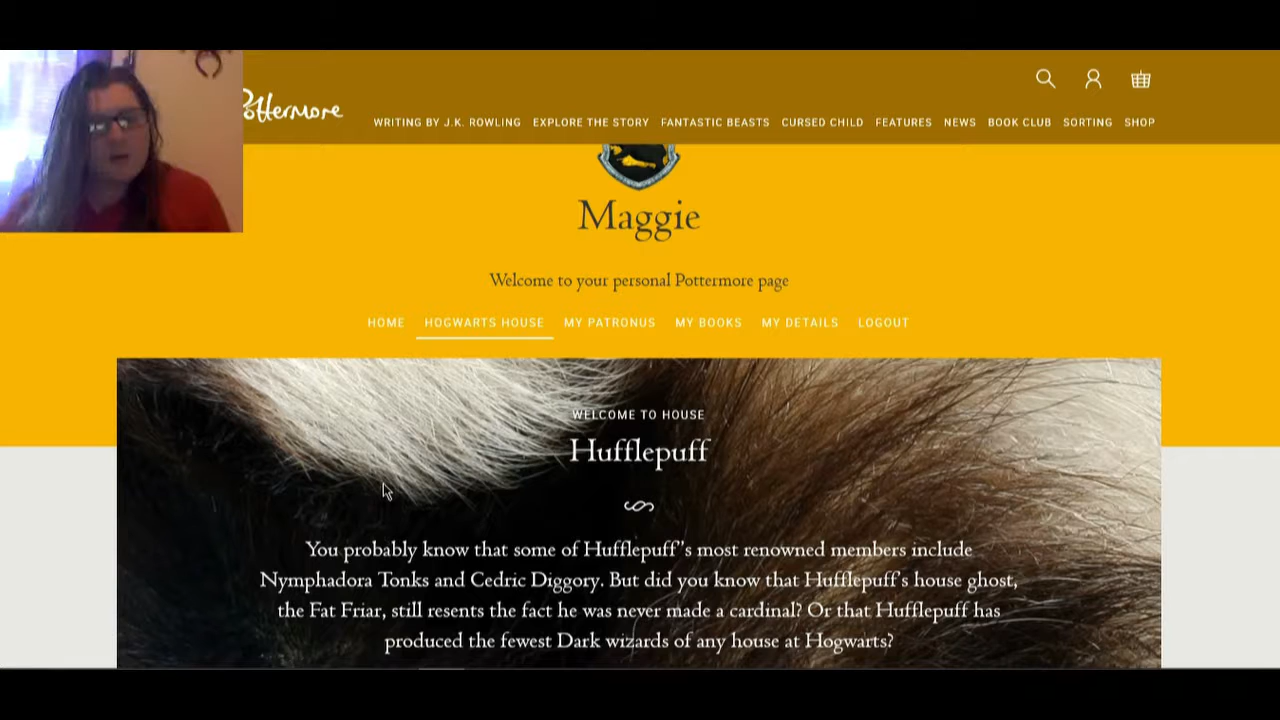 Pottermore
WRITING BY J.K. ROWLING EXPLORE THE STORY FANTASTIC BEASTS CURSED CHILD FEATURES NEWS BOOK CLUB SORTING SHOP
Maggie
Welcome to your personal Pottermore page
HOME HOGWARTS HOUSE MY PATRONUS MY BOOKS MY DETAILS LOGOUT
WELCOME TO HOUSE
Hufflepuff
You probably know that some of Hufflepuff"s most renowned members include
Nymphadora Tonks and Cedric Diggory. But did you know that Hufflepuff's house ghost,
the Fat Friar, still resents the fact he was never made a cardinal? Or that Hufflepuff has
produced the fewest Dark wizards of any house at Hogwarts?